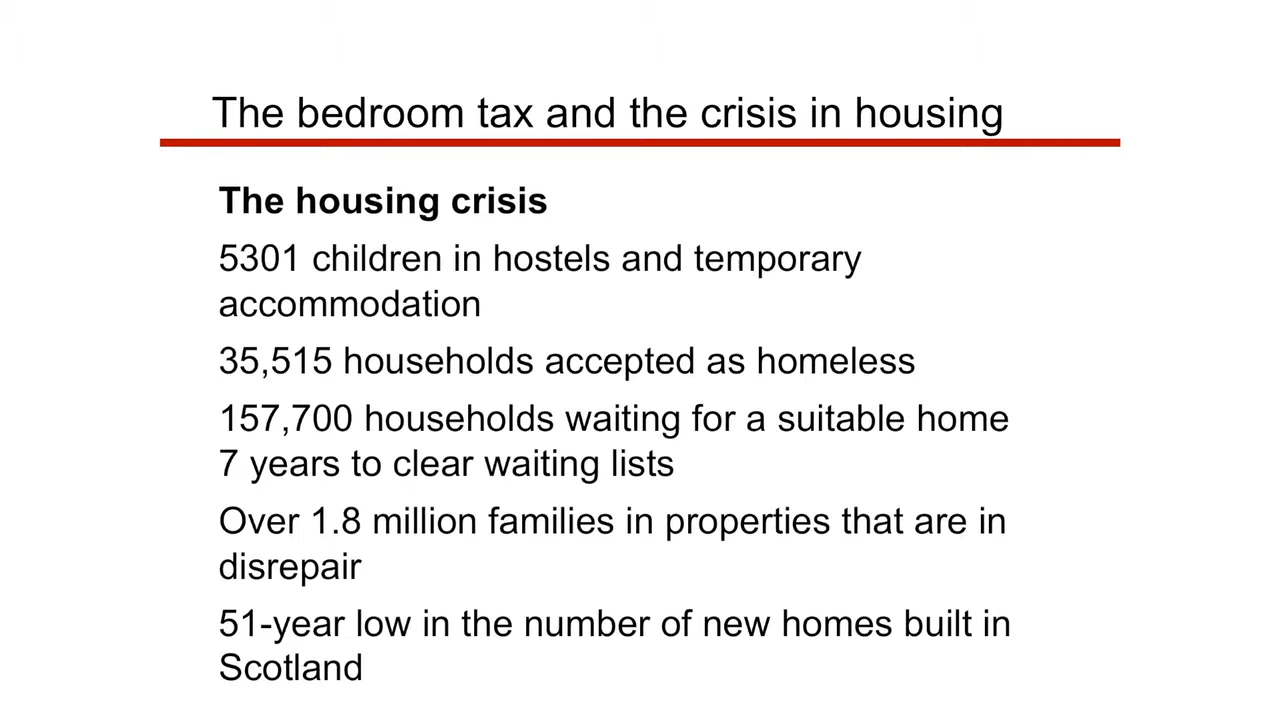 The bedroom tax and the crisis in housing
The housing crisis
5301 children in hostels and temporary
accommodation
35,515 households accepted as homeless
157,700 households waiting for a suitable home
7 years to clear waiting lists
Over 1.8 million families in properties that are in
disrepair
51-year low in the number of new homes built in
Scotland